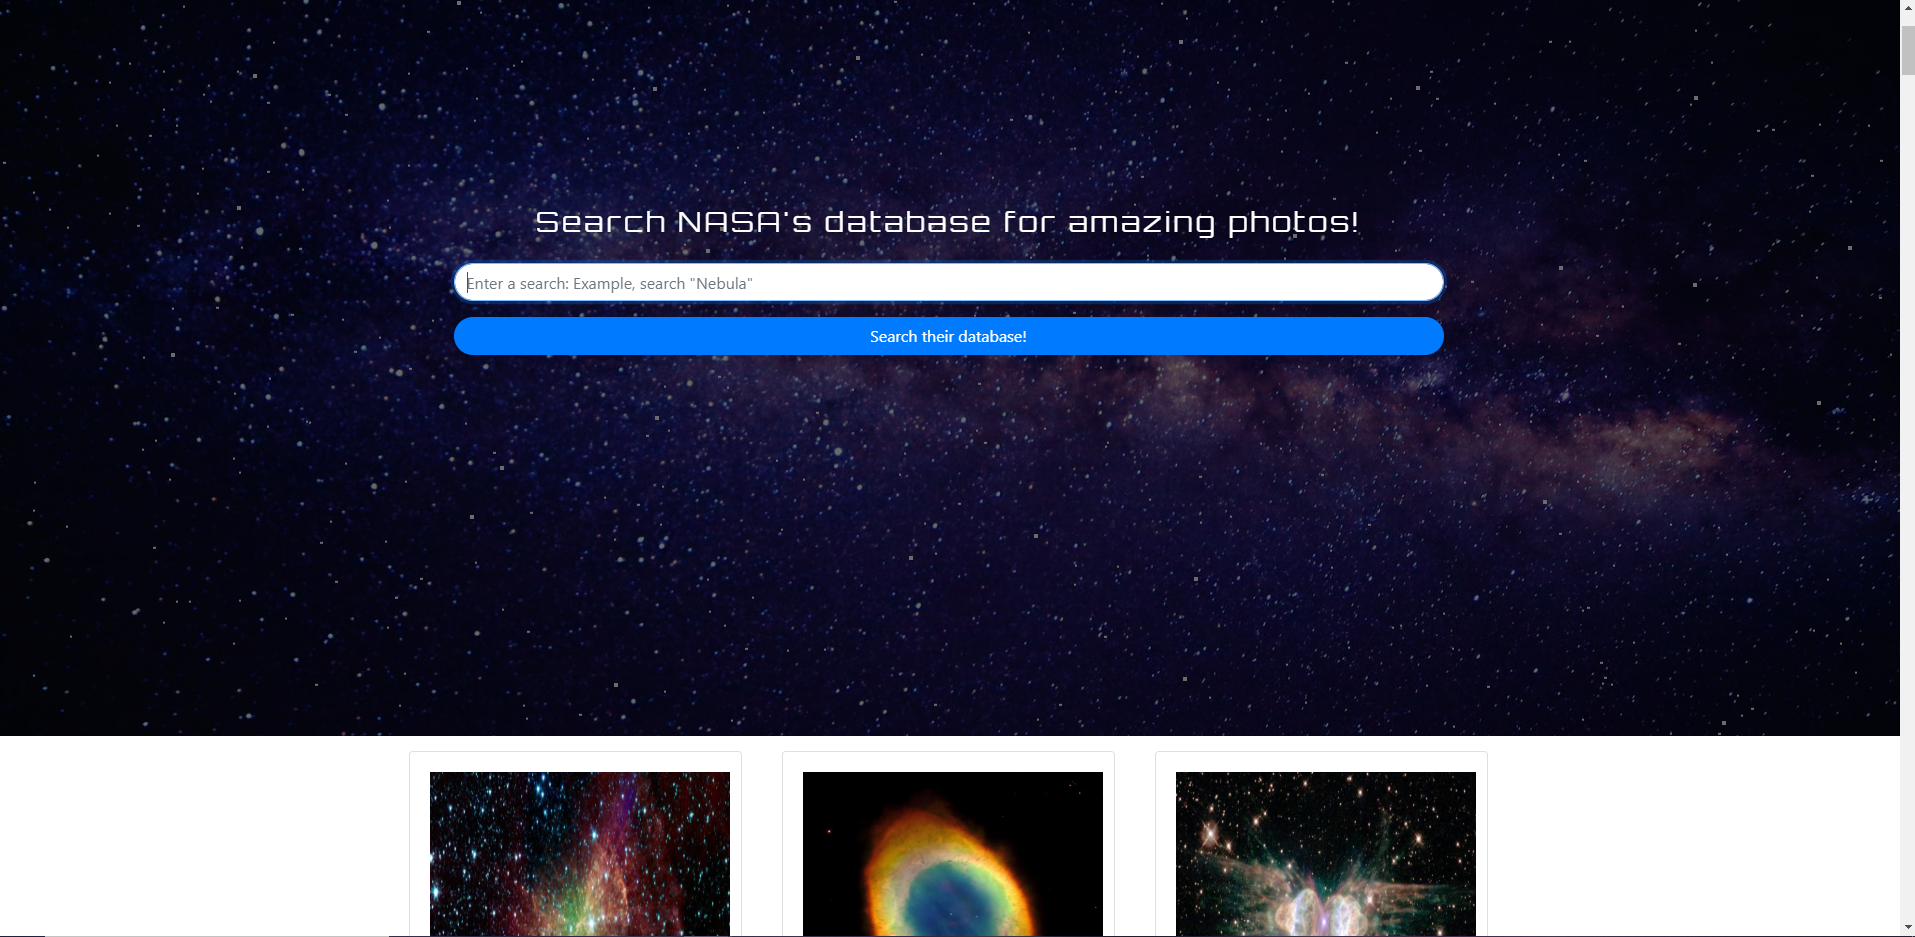 Search NASA's database for amazing photos!
Enter a search: Example, search "Nebula"
Search their database!